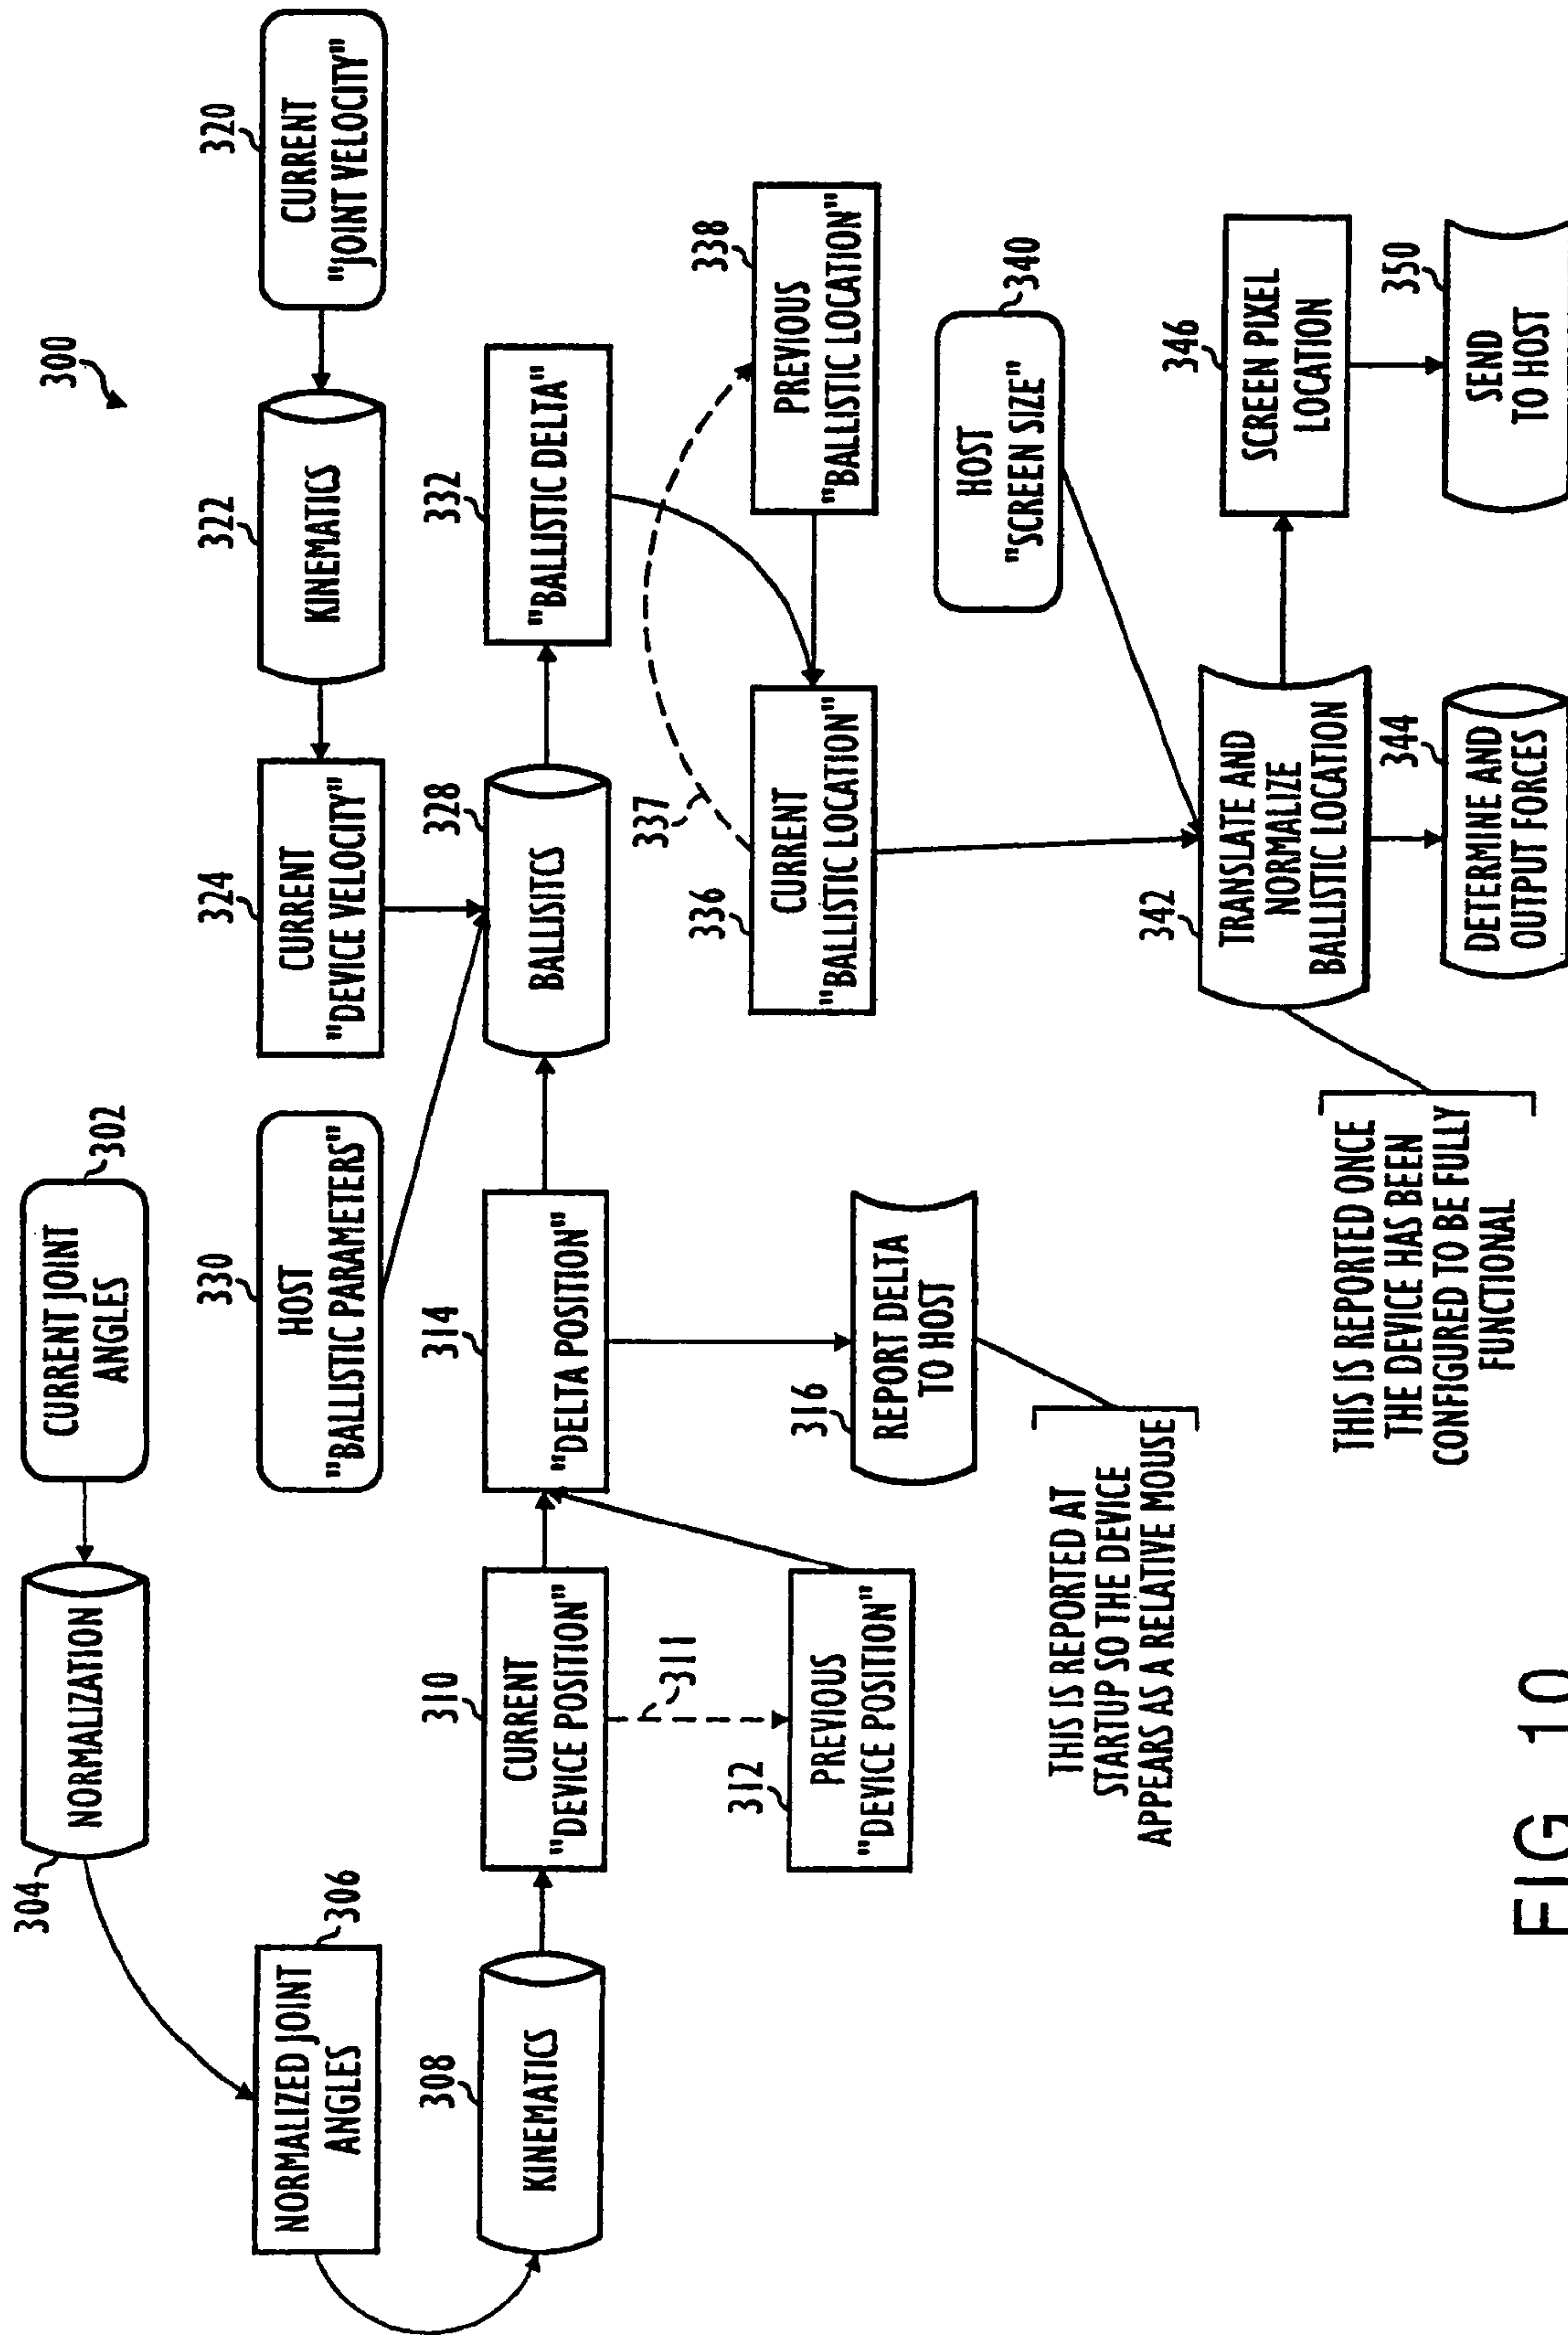 300
CURRENT JOINT
ANGLES
302
NORMALIZATION
304
NORMALIZED JOINT
ANGLES
306
HOST
"BALLISTIC PARAMETERS"
330
CURRENT
"DEVICE VELOCITY"
324
KINEMATICS
322
CURRENT
"JOINT VELOCITY"
320
KINEMATICS
308
CURRENT
"DEVICE POSITION"
310
311
PREVIOUS
"DEVICE POSITION"
312
"DELTA POSITION"
314
REPORT DELTA
TO HOST
316
THIS IS REPORTED AT
STARTUP SO THE DEVICE
APPEARS AS A RELATIVE MOUSE
BALLISITCS
328
"BALLISTIC DELTA"
332
337
CURRENT
"BALLISTIC LOCATION"
336
PREVIOUS
"BALLISTIC LOCATION"
338
HOST
"SCREEN SIZE"
340
TRANSLATE AND
NORMALIZE
BALLISTIC LOCATION
342
SCREEN PIXEL
LOCATION
346
DETERMINE AND
OUTPUT FORCES
344
SEND
TO HOST
350
THIS IS REPORTED ONCE
THE DEVICE HAS BEEN
CONFIGURED TO BE FULLY
FUNCTIONAL
FIG 10